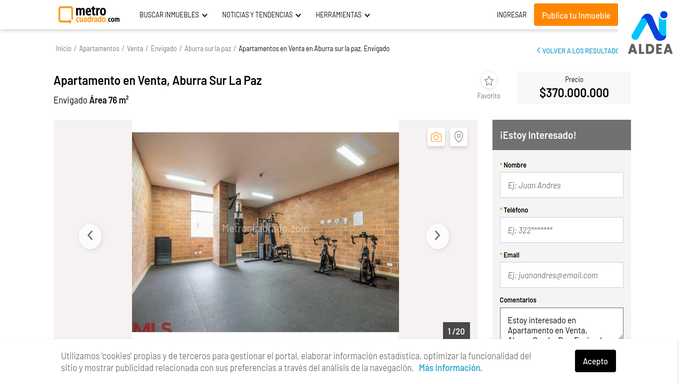 metro
cuadrado.com
BUSCAR INMUEBLES
NOTICIAS Y TENDENCIAS
HERRAMIENTAS
INGRESAR
Publica tu Inmueble
ALDEA
Inicio / Apartamentos / Venta / Envigado / Aburra sur la paz / Apartamentos en Venta en Aburra sur la paz, Envigado
VOLVER A LOS RESULTADO
Apartamento en Venta, Aburra Sur La Paz
Envigado Área 76 m²
Favorito
Precio
$370.000.000
Metrocuadrado.com
MLS
1 / 20
¡Estoy Interesado!
* Nombre
Ej: Juan Andres
* Teléfono
Ej: 322*******
* Email
Ej: juanandres@email.com
Comentarios
Estoy interesado en
Apartamento en Venta,
Utilizamos 'cookies' propias y de terceros para gestionar el portal, elaborar información estadística, optimizar la funcionalidad del
sitio y mostrar publicidad relacionada con sus preferencias a través del análisis de la navegación. Más información.
Acepto